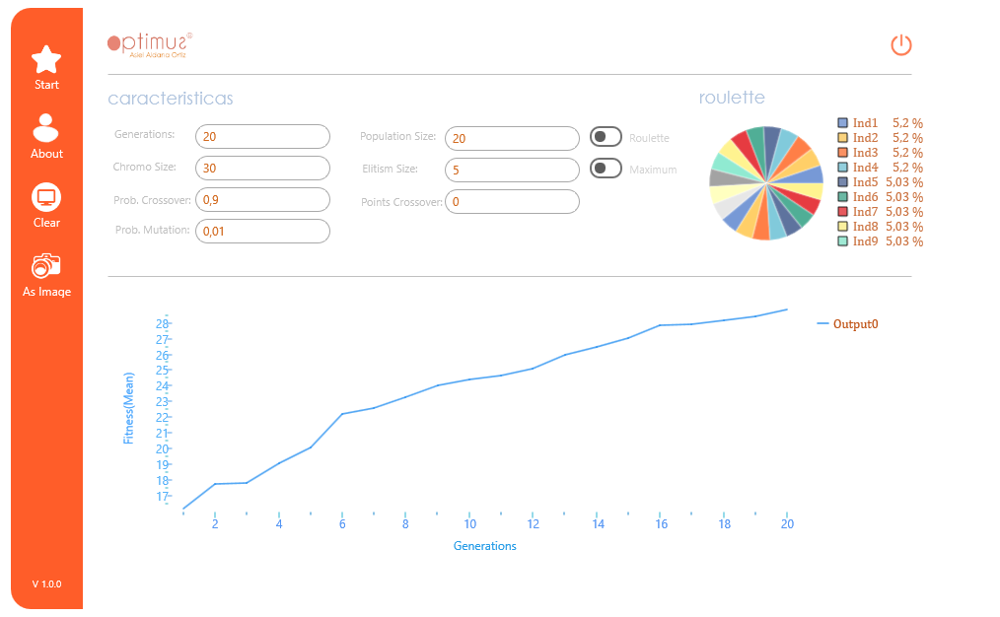 Start
About
Clear
As Image
V 1.0.0
optimus®
Asiel Aldana Ortiz
caracteristicas
Generations: 20
Chromo Size: 30
Prob. Crossover: 0,9
Prob. Mutation: 0,01
Population Size: 20
Elitism Size: 5
Points Crossover: 0
Roulette
Maximum
roulette
Ind1 5,2 %
Ind2 5,2 %
Ind3 5,2 %
Ind4 5,2 %
Ind5 5,03 %
Ind6 5,03 %
Ind7 5,03 %
Ind8 5,03 %
Ind9 5,03 %
Fitness(Mean)
28
27
26
25
24
23
22
21
20
19
18
17
2 4 6 8 10 12 14 16 18 20
Generations
Output0